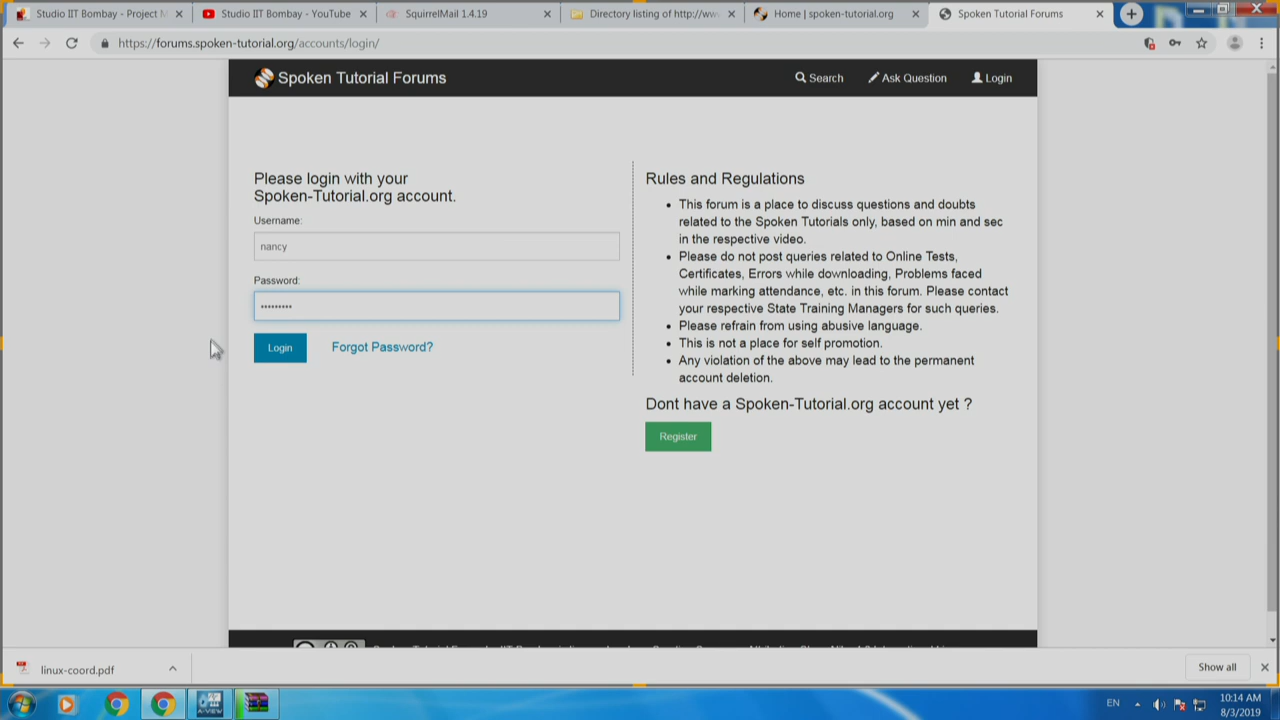 Studio IIT Bombay - Project M
Studio IIT Bombay - YouTube
SquirrelMail 1.4.19
Directory listing of http://www
Home | spoken-tutorial.org
Spoken Tutorial Forums
https://forums.spoken-tutorial.org/accounts/login/
Spoken Tutorial Forums
Search
Ask Question
Login
Please login with your
Spoken-Tutorial.org account.
Username:
nancy
Password:
•••••••••
Login
Forgot Password?
Rules and Regulations
• This forum is a place to discuss questions and doubts
related to the Spoken Tutorials only, based on min and sec
in the respective video.
• Please do not post queries related to Online Tests,
Certificates, Errors while downloading, Problems faced
while marking attendance, etc. in this forum. Please contact
your respective State Training Managers for such queries.
• Please refrain from using abusive language.
• This is not a place for self promotion.
• Any violation of the above may lead to the permanent
account deletion.
Dont have a Spoken-Tutorial.org account yet ?
Register
linux-coord.pdf
Show all
A-VIEW
EN
10:14 AM
8/3/2019